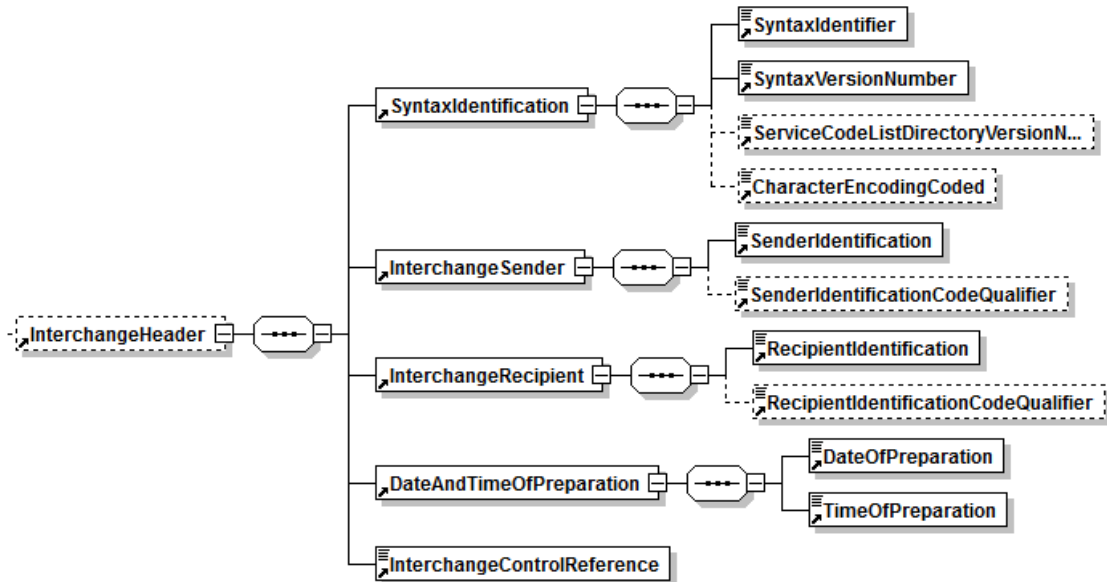 SyntaxIdentifier
SyntaxVersionNumber
SyntaxIdentification
ServiceCodeListDirectoryVersionN...
CharacterEncodingCoded
SenderIdentification
InterchangeSender
SenderIdentificationCodeQualifier
InterchangeHeader
RecipientIdentification
InterchangeRecipient
RecipientIdentificationCodeQualifier
DateOfPreparation
DateAndTimeOfPreparation
TimeOfPreparation
InterchangeControlReference